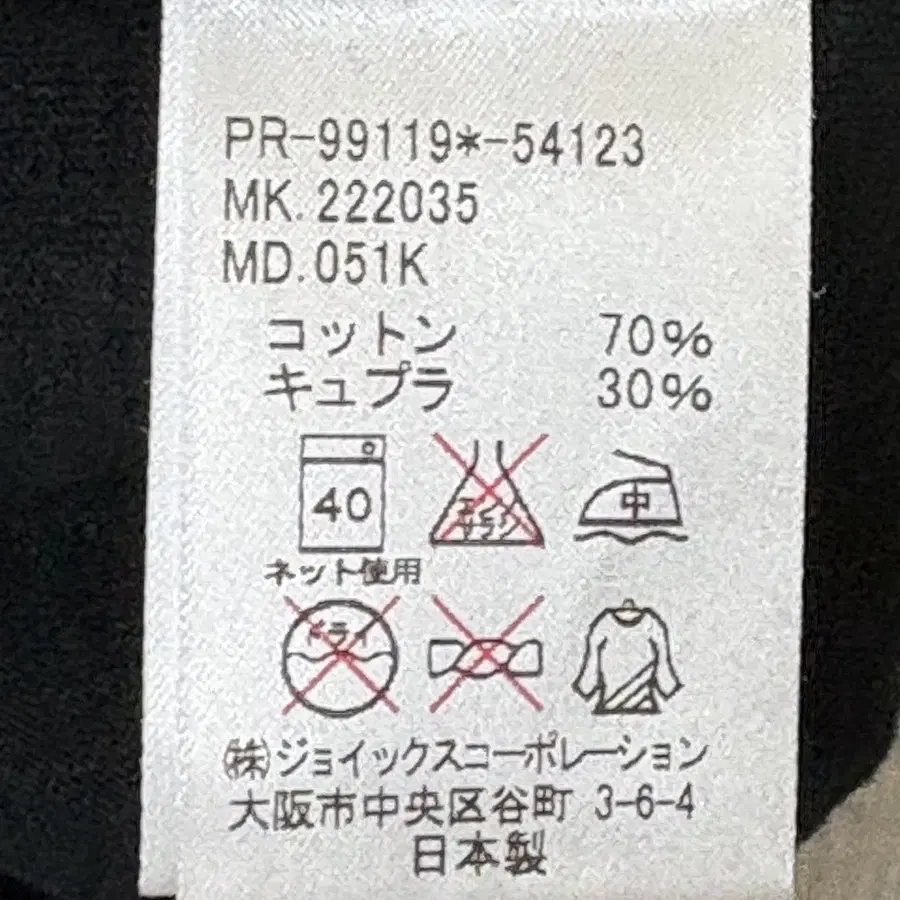 PR-99119*-54123
MK.222035
MD.051K
コットン 70%
キュプラ 30%
40
エンソ
サラシ
中
ネット使用
ドライ
㈱ジョイックスコーポレーション
大阪市中央区谷町 3-6-4
日本製